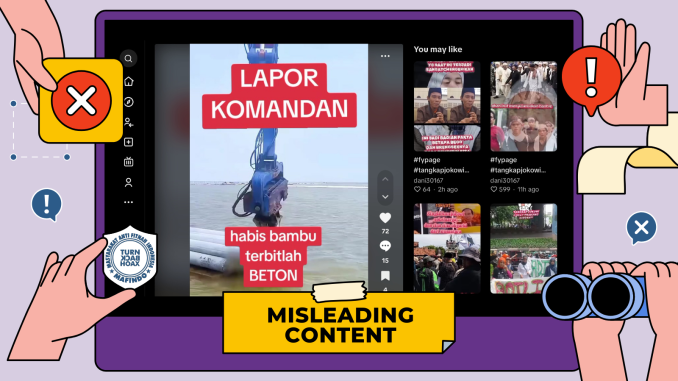 LAPOR
KOMANDAN
habis bambu
terbitlah
BETON
72
15
4
You may like
#fypage
#tangkapjokowi...
dani30167
64 · 2h ago
#fypage
#tangkapjokowi...
dani30167
599 · 11h ago
MASYARAKAT ANTI FITNAH INDONESIA
TURN
BACK
HOAX
MAFINDO
MISLEADING
CONTENT